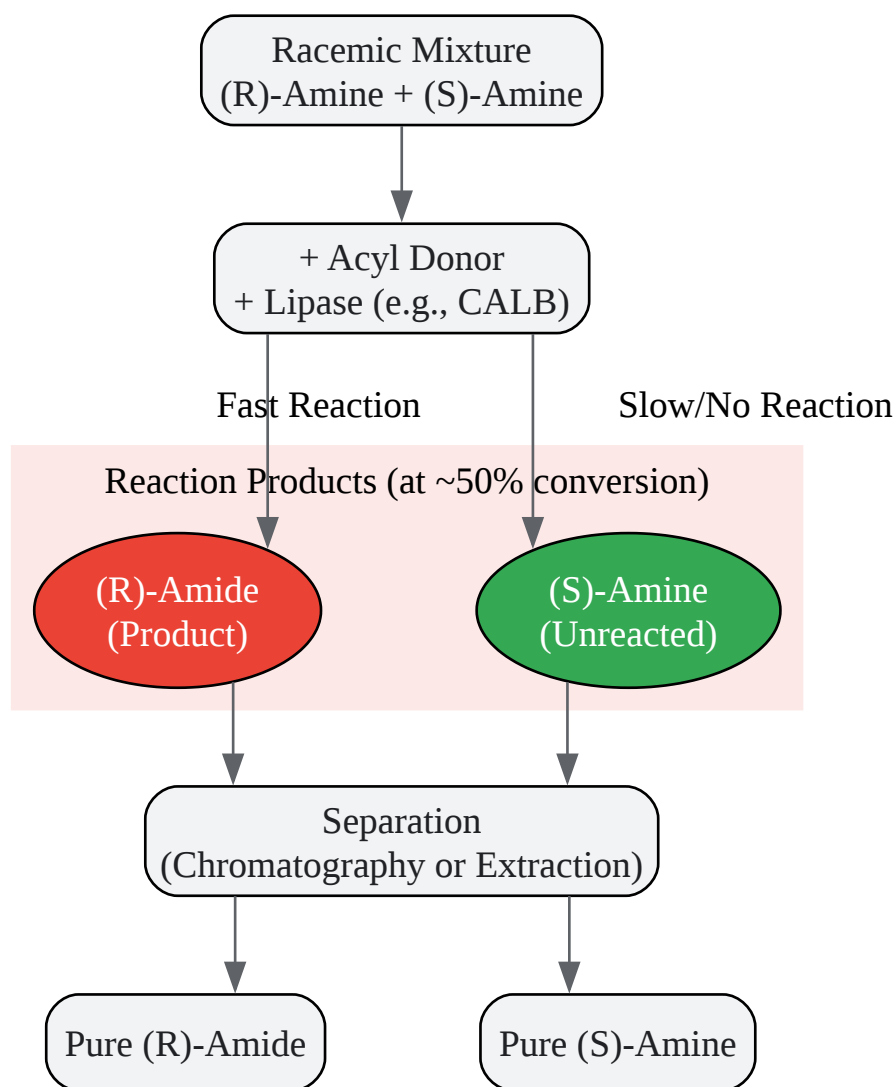 Racemic Mixture
(R)-Amine + (S)-Amine
+ Acyl Donor
+ Lipase (e.g., CALB)
Fast Reaction
Slow/No Reaction
Reaction Products (at ~50% conversion)
(R)-Amide
(Product)
(S)-Amine
(Unreacted)
Separation
(Chromatography or Extraction)
Pure (R)-Amide
Pure (S)-Amine